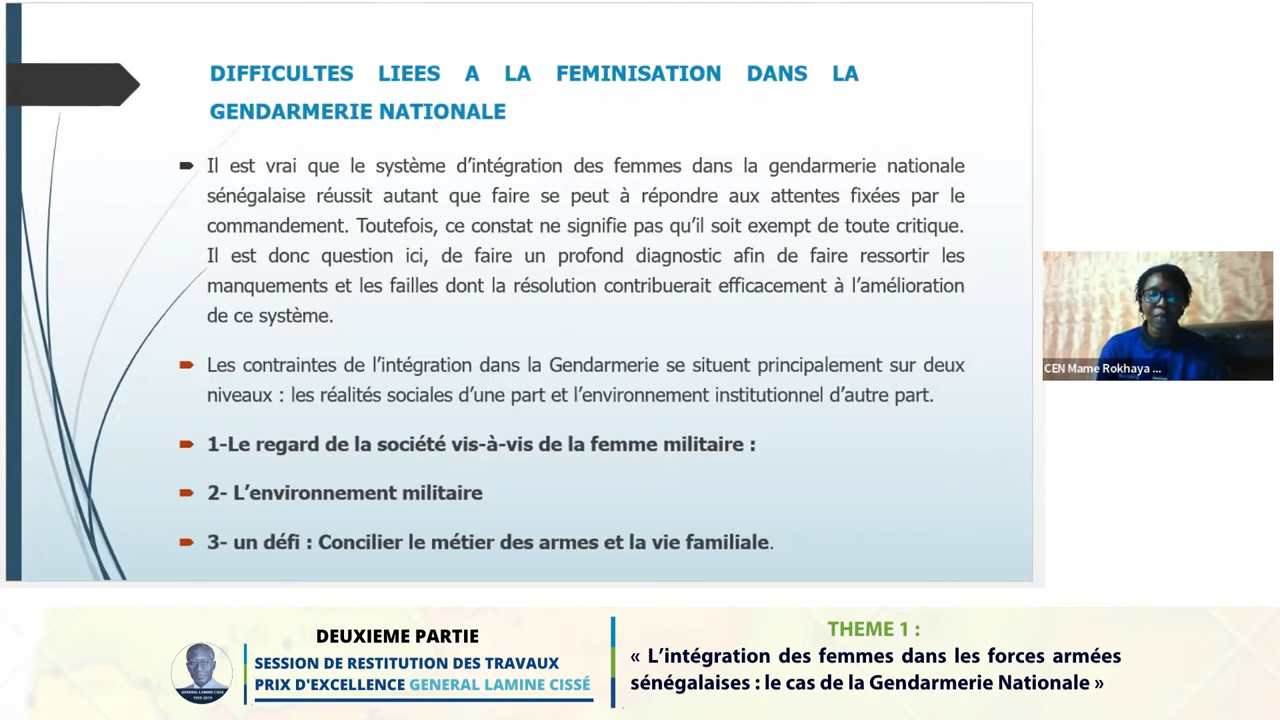 DIFFICULTES LIEES A LA FEMINISATION DANS LA
GENDARMERIE NATIONALE
Il est vrai que le système d'intégration des femmes dans la gendarmerie nationale
sénégalaise réussit autant que faire se peut à répondre aux attentes fixées par le
commandement. Toutefois, ce constat ne signifie pas qu'il soit exempt de toute critique.
Il est donc question ici, de faire un profond diagnostic afin de faire ressortir les
manquements et les failles dont la résolution contribuerait efficacement à l'amélioration
de ce système.
Les contraintes de l'intégration dans la Gendarmerie se situent principalement sur deux
niveaux : les réalités sociales d'une part et l'environnement institutionnel d'autre part.
1-Le regard de la société vis-à-vis de la femme militaire :
2- L'environnement militaire
3- un défi : Concilier le métier des armes et la vie familiale.
CEN Mame Rokhaya ...
DEUXIEME PARTIE
SESSION DE RESTITUTION DES TRAVAUX
PRIX D'EXCELLENCE GENERAL LAMINE CISSÉ
GENERAL LAMINE CISSE
THEME 1 :
« L'intégration des femmes dans les forces armées
sénégalaises : le cas de la Gendarmerie Nationale »